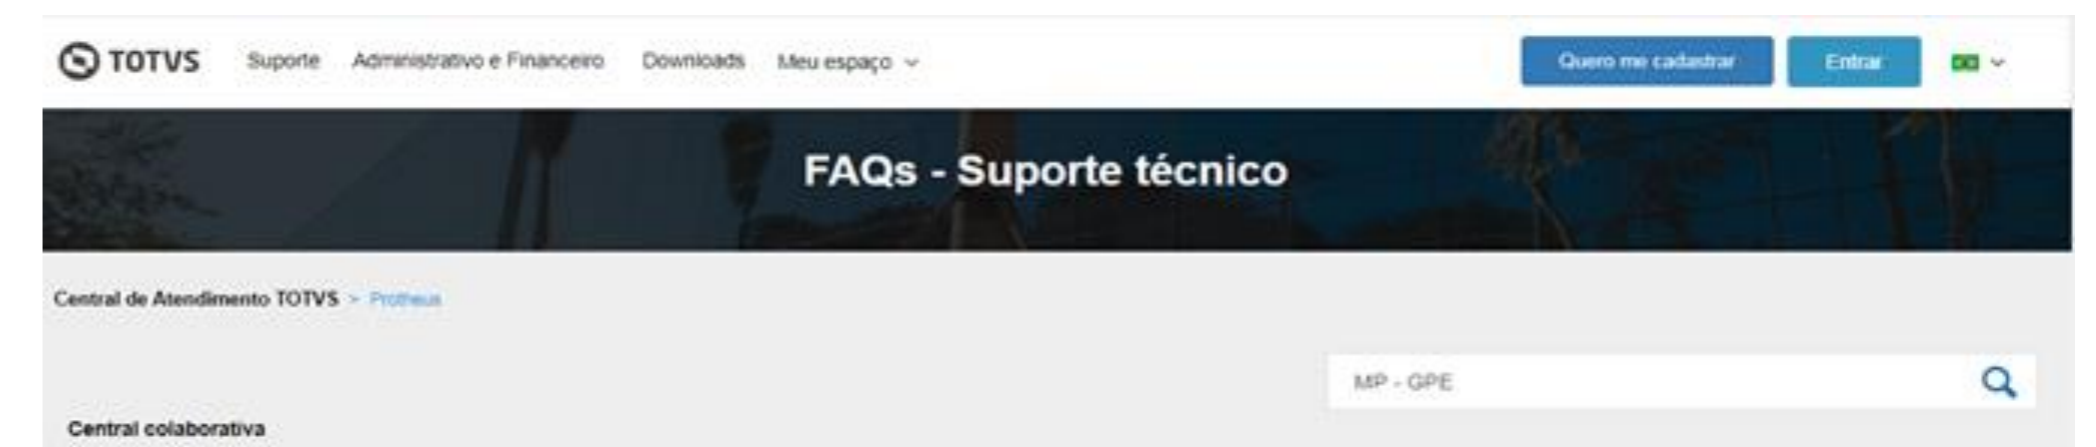 TOTVS Suporte Administrativo e Financeiro Downloads Meu espaço Quero me cadastrar Entrar
FAQs - Suporte técnico
Central de Atendimento TOTVS > Protheus
MP - GPE
Central colaborativa